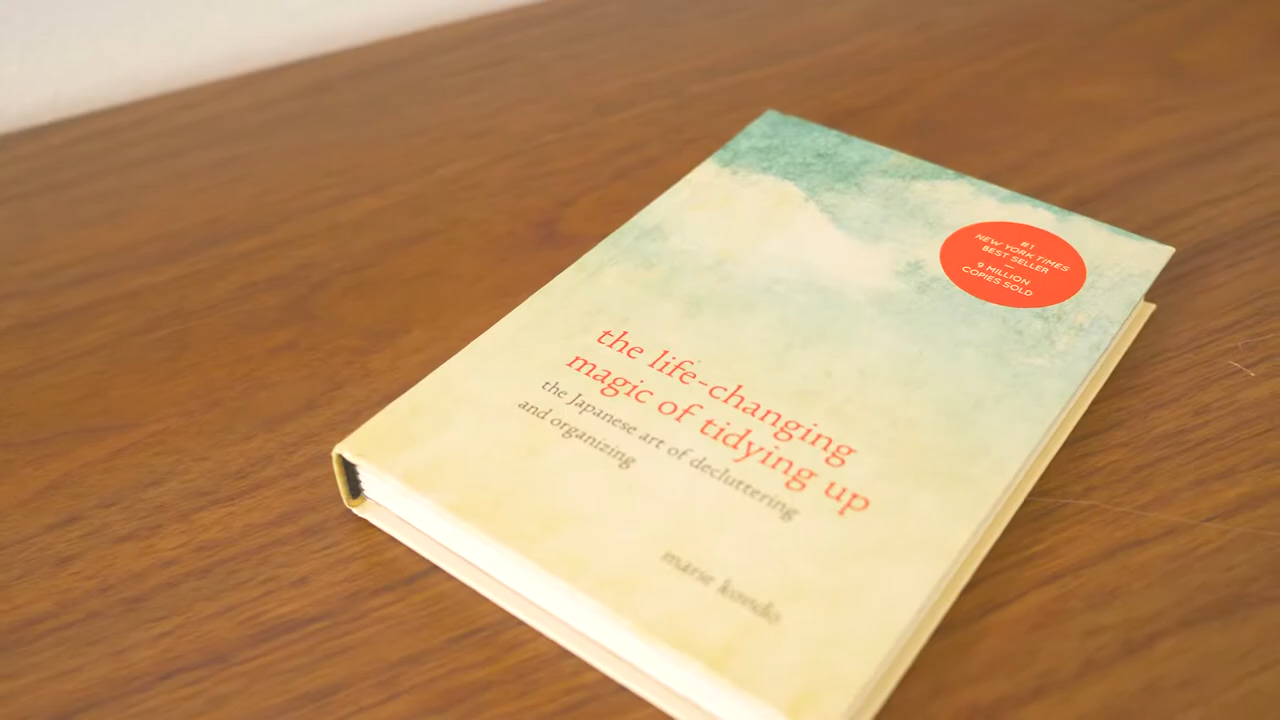 #1
NEW YORK TIMES
BEST SELLER
—
9 MILLION
COPIES SOLD
the life-changing
magic of tidying up
the Japanese art of decluttering
and organizing
marie kondo